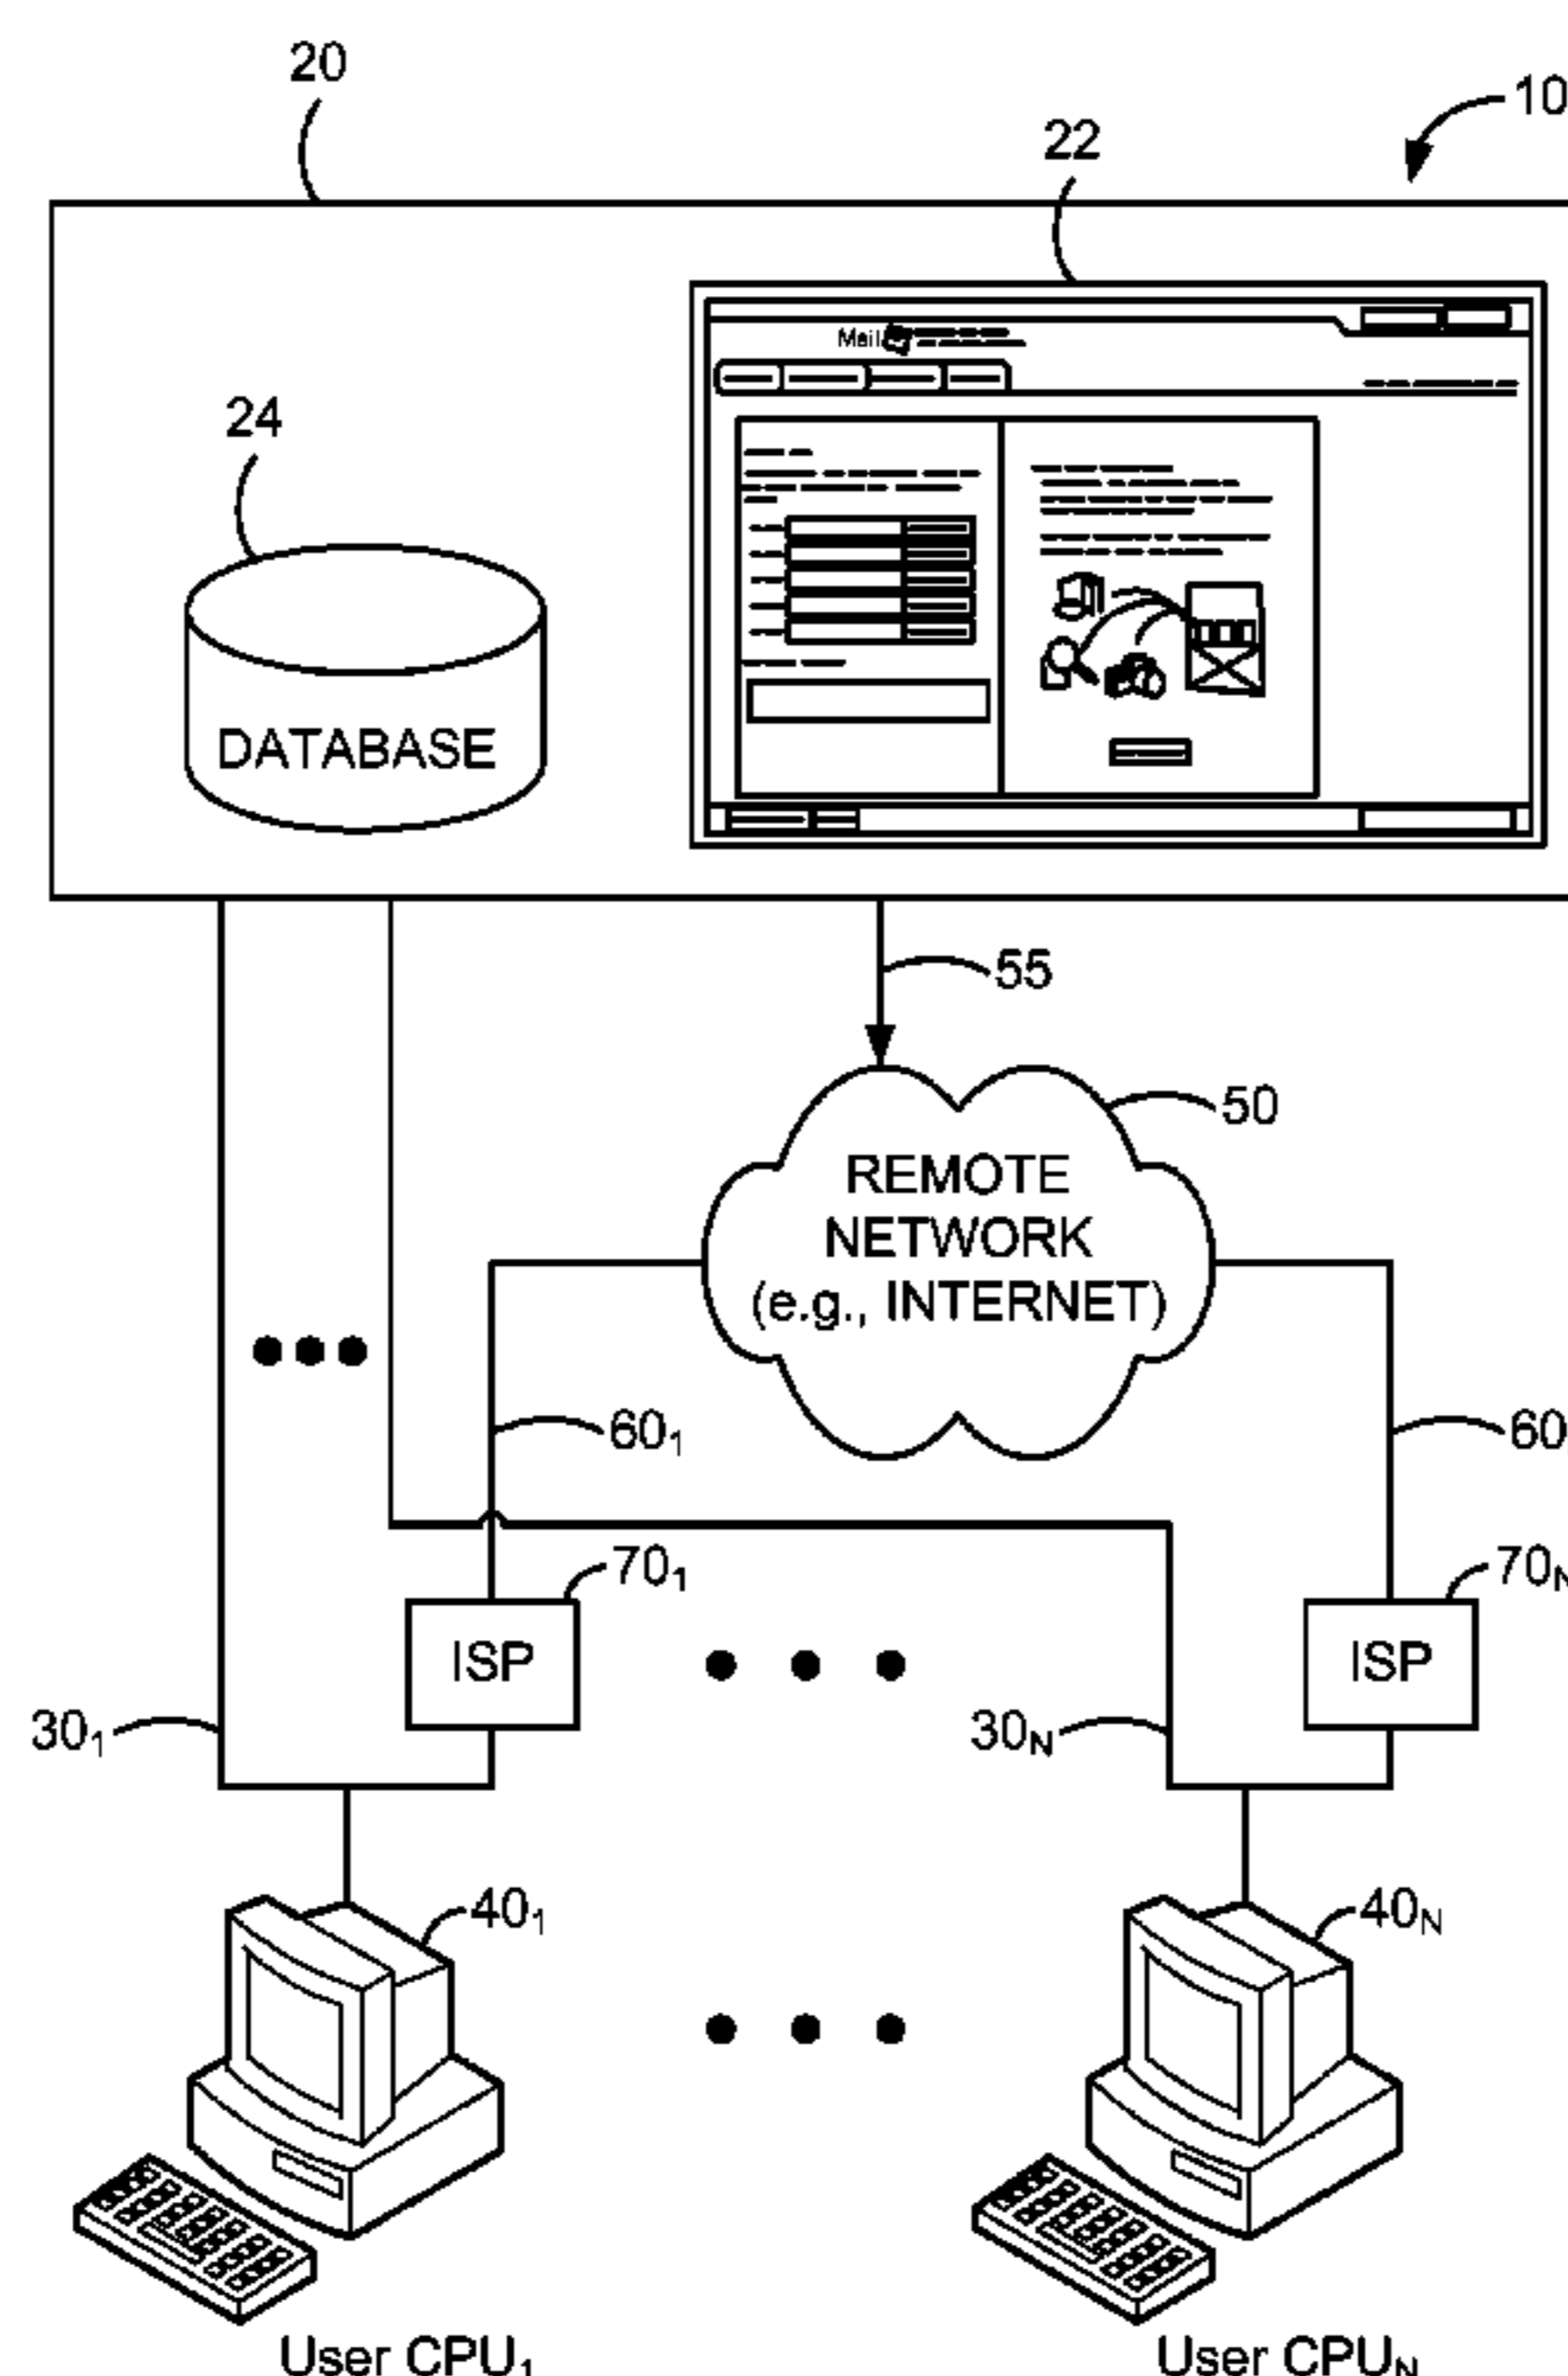 20
10
22
Mail
24
DATABASE
55
50
REMOTE
NETWORK
(e.g., INTERNET)
60₁
60
70₁
70N
ISP
ISP
30₁
30N
40₁
40N
User CPU₁
User CPUN